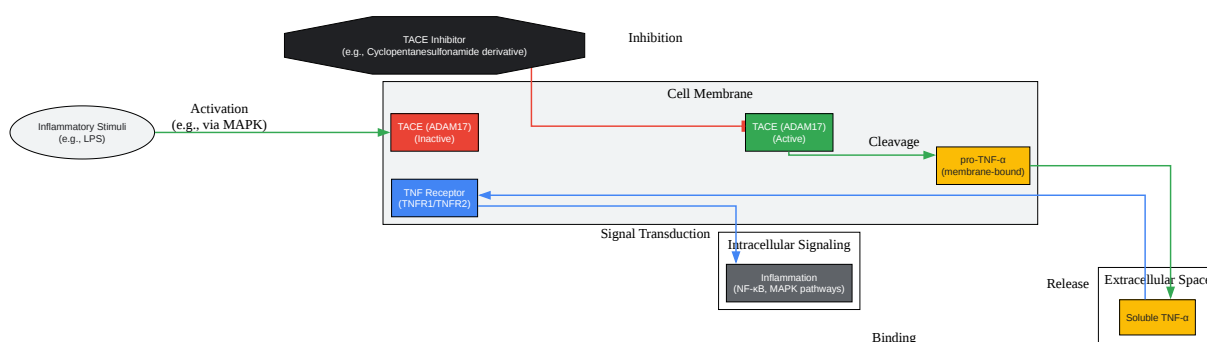 TACE Inhibitor
(e.g., Cyclopentanesulfonamide derivative)
Inhibition
Cell Membrane
Inflammatory Stimuli
(e.g., LPS)
Activation
(e.g., via MAPK)
TACE (ADAM17)
(Inactive)
TACE (ADAM17)
(Active)
Cleavage
pro-TNF-α
(membrane-bound)
TNF Receptor
(TNFR1/TNFR2)
Signal Transduction
Intracellular Signaling
Inflammation
(NF-κB, MAPK pathways)
Release
Extracellular Space
Soluble TNF-α
Binding